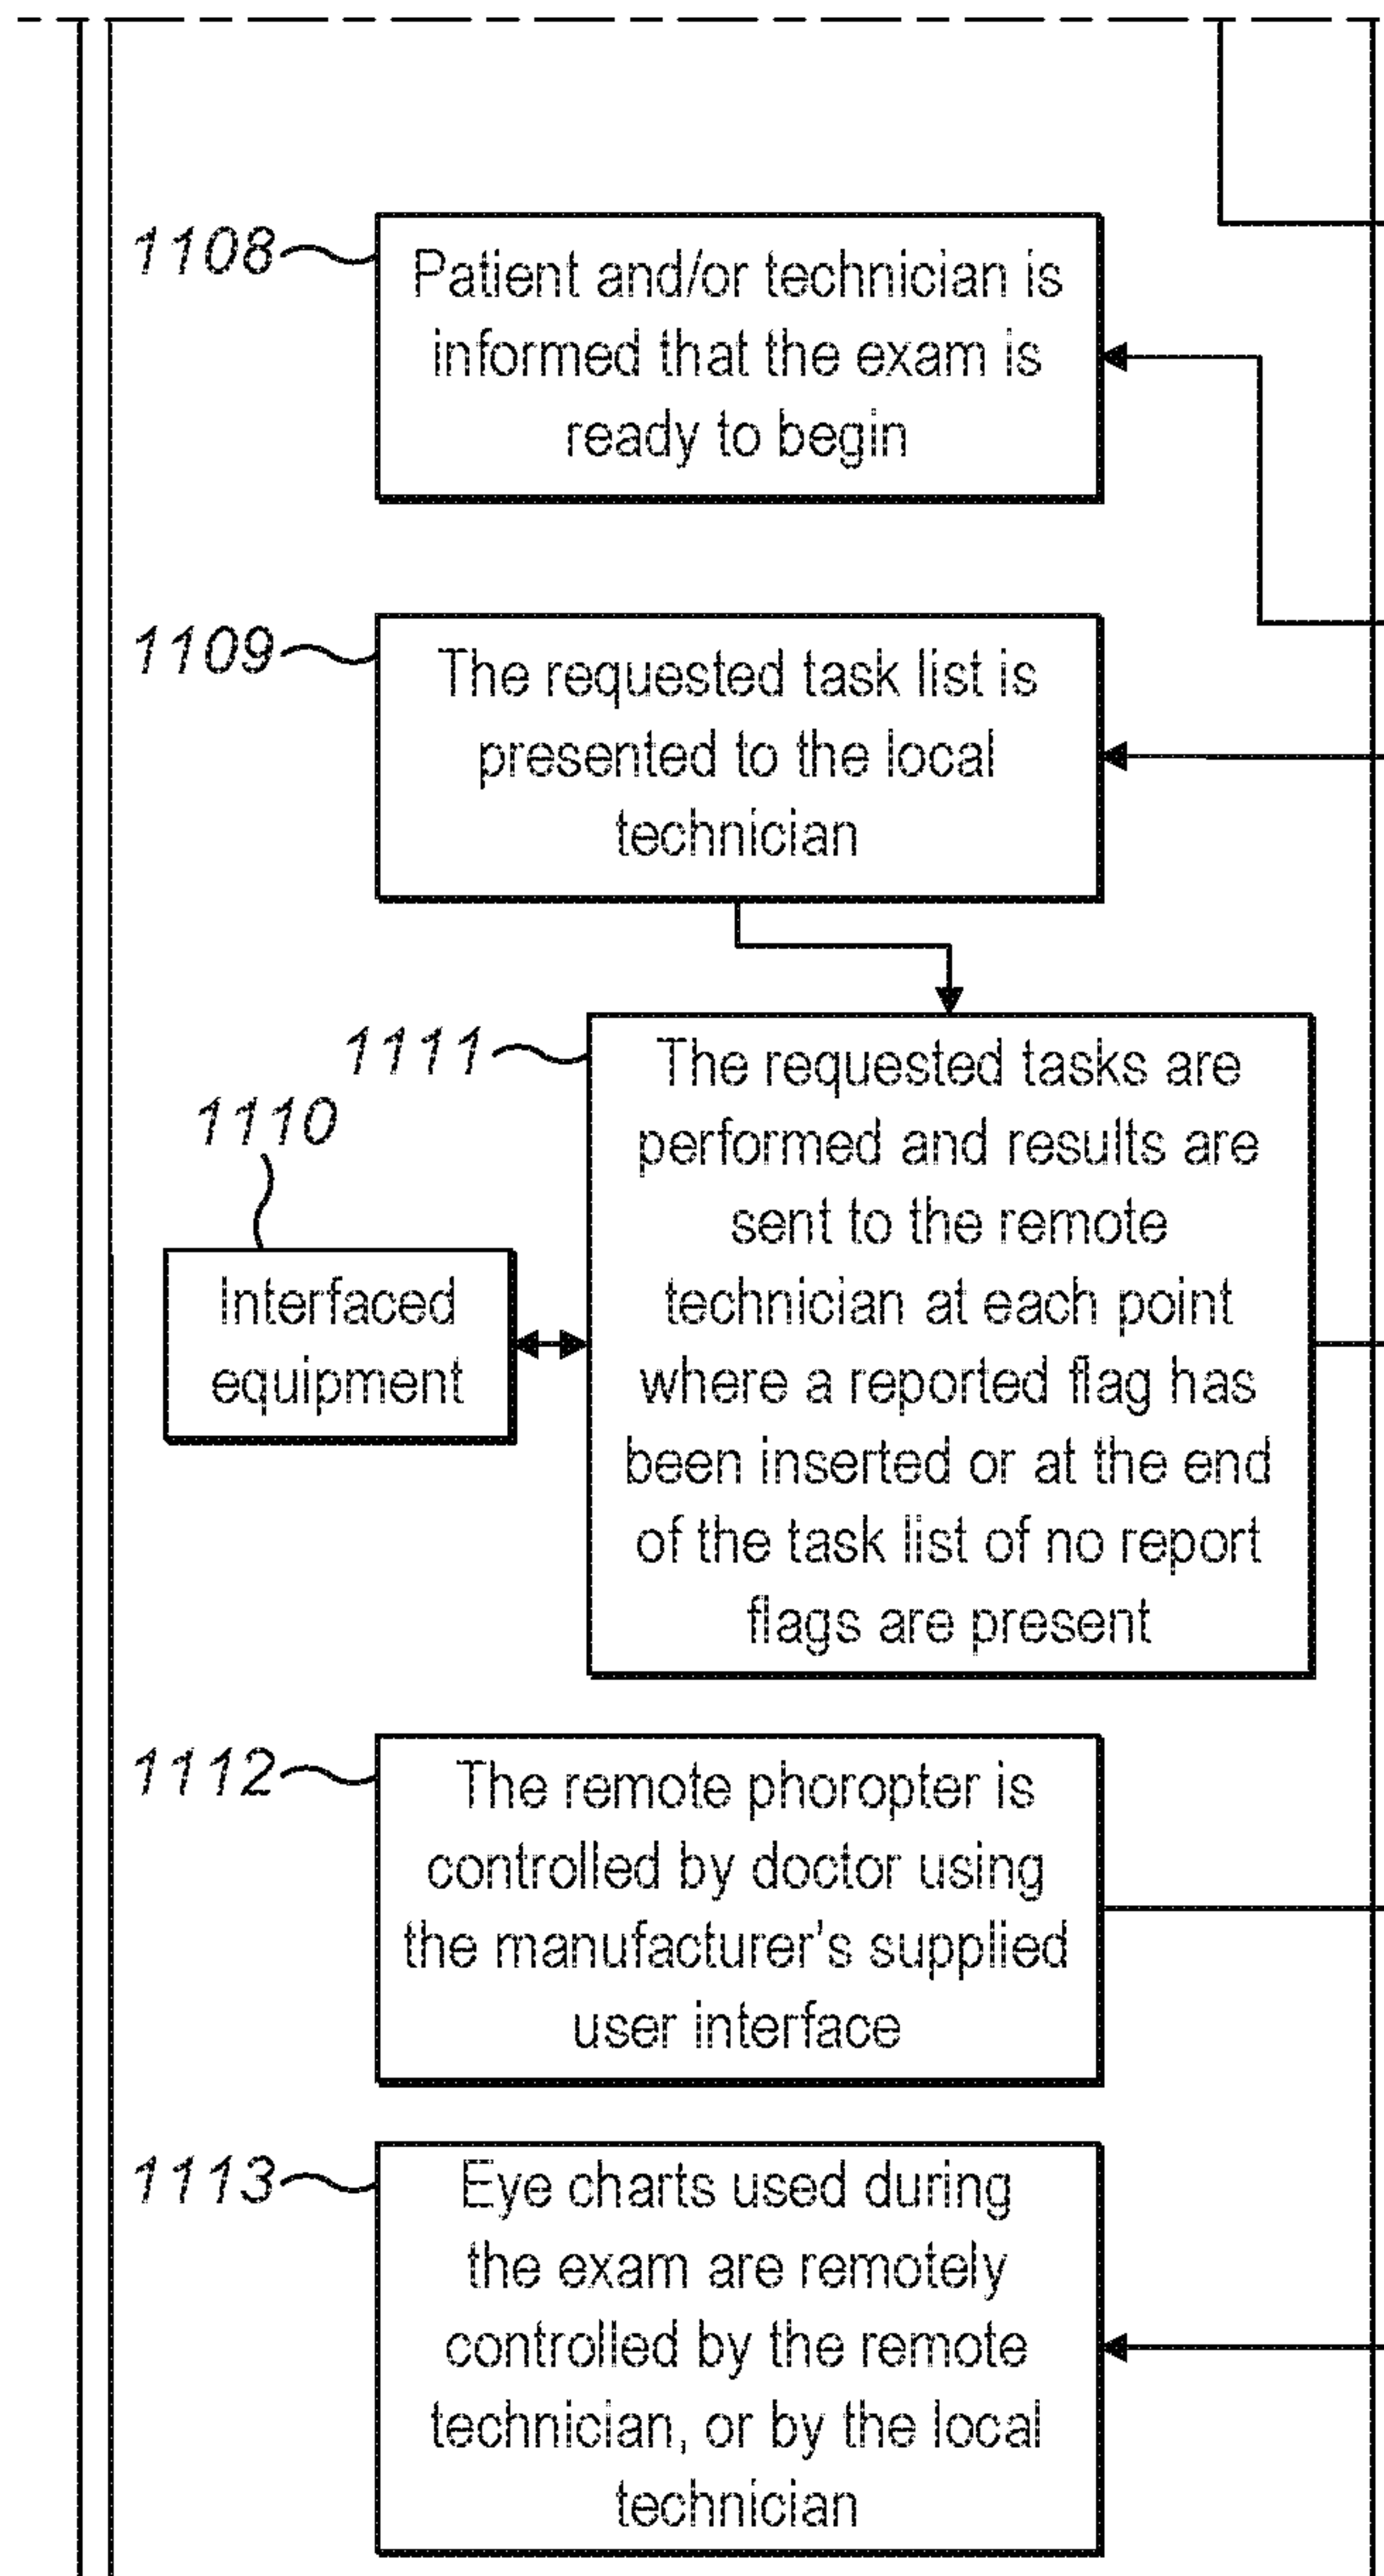 1108
Patient and/or technician is
informed that the exam is
ready to begin
1109
The requested task list is
presented to the local
technician
1111
The requested tasks are
performed and results are
sent to the remote
technician at each point
where a reported flag has
been inserted or at the end
of the task list of no report
flags are present
1110
Interfaced
equipment
1112
The remote phoropter is
controlled by doctor using
the manufacturer's supplied
user interface
1113
Eye charts used during
the exam are remotely
controlled by the remote
technician, or by the local
technician